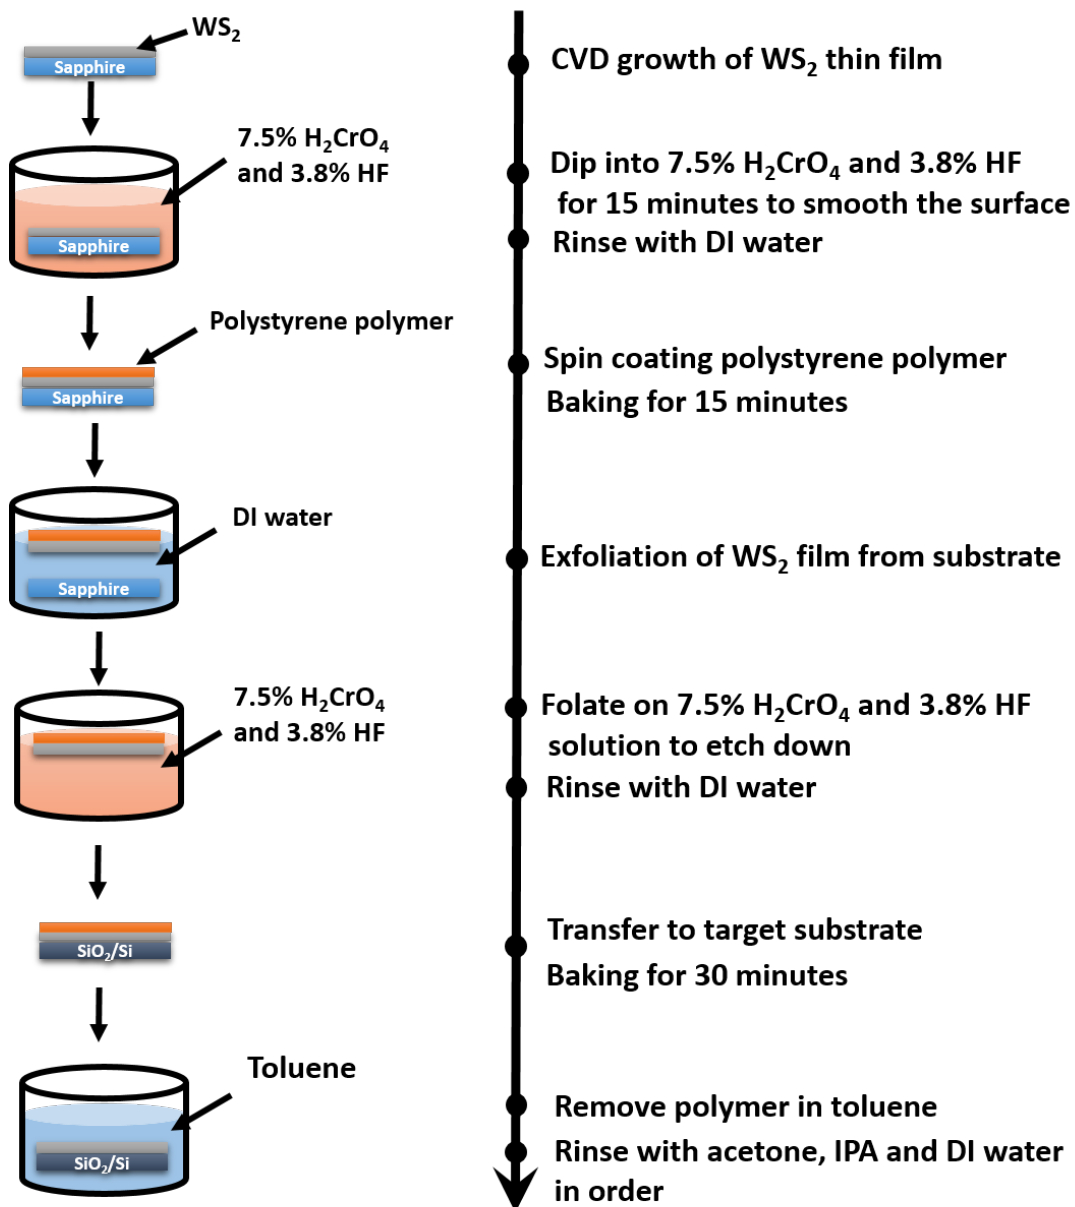 WS₂
Sapphire
CVD growth of WS₂ thin film
7.5% H₂CrO₄
and 3.8% HF
Sapphire
Dip into 7.5% H₂CrO₄ and 3.8% HF
for 15 minutes to smooth the surface
Rinse with DI water
Polystyrene polymer
Sapphire
Spin coating polystyrene polymer
Baking for 15 minutes
DI water
Sapphire
Exfoliation of WS₂ film from substrate
7.5% H₂CrO₄
and 3.8% HF
Folate on 7.5% H₂CrO₄ and 3.8% HF
solution to etch down
Rinse with DI water
SiO₂/Si
Transfer to target substrate
Baking for 30 minutes
Toluene
SiO₂/Si
Remove polymer in toluene
Rinse with acetone, IPA and DI water
in order